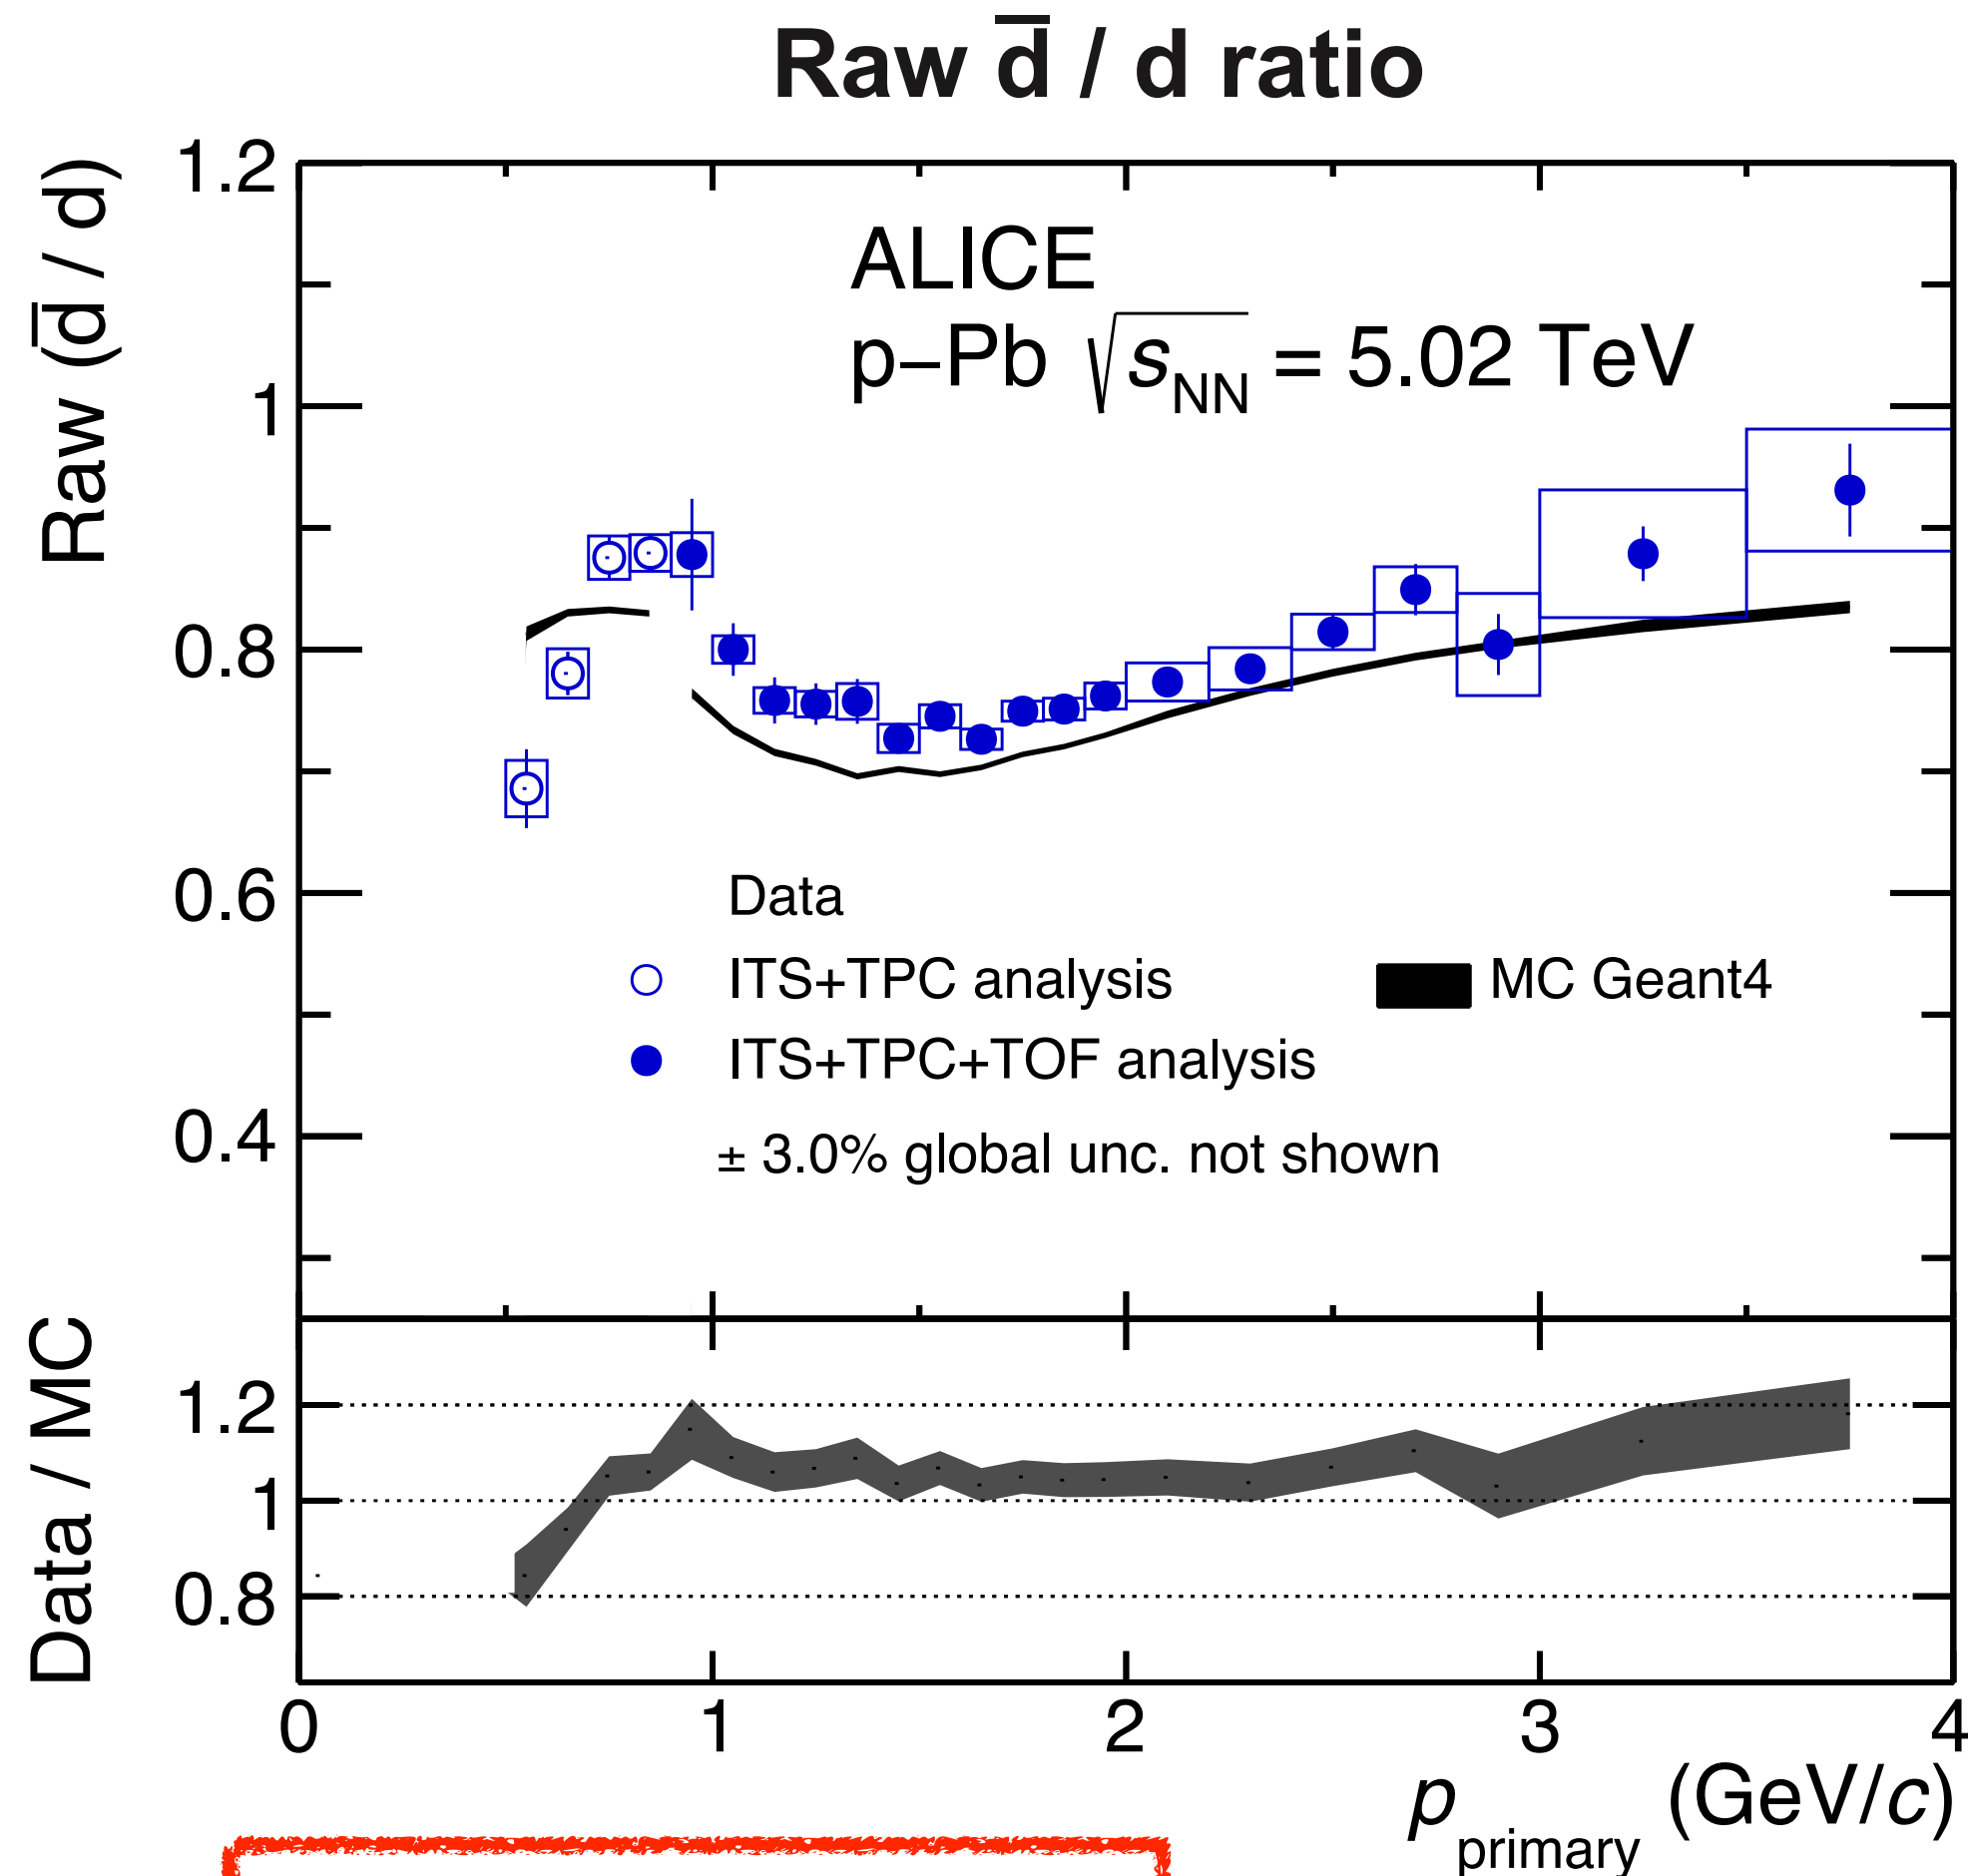 Raw d̅ / d ratio
Raw (d̅ / d)
1.2
1
0.8
0.6
0.4
ALICE
p–Pb √sNN = 5.02 TeV
Data
ITS+TPC analysis
MC Geant4
ITS+TPC+TOF analysis
± 3.0% global unc. not shown
Data / MC
1.2
1
0.8
0 1 2 3 4
pprimary (GeV/c)